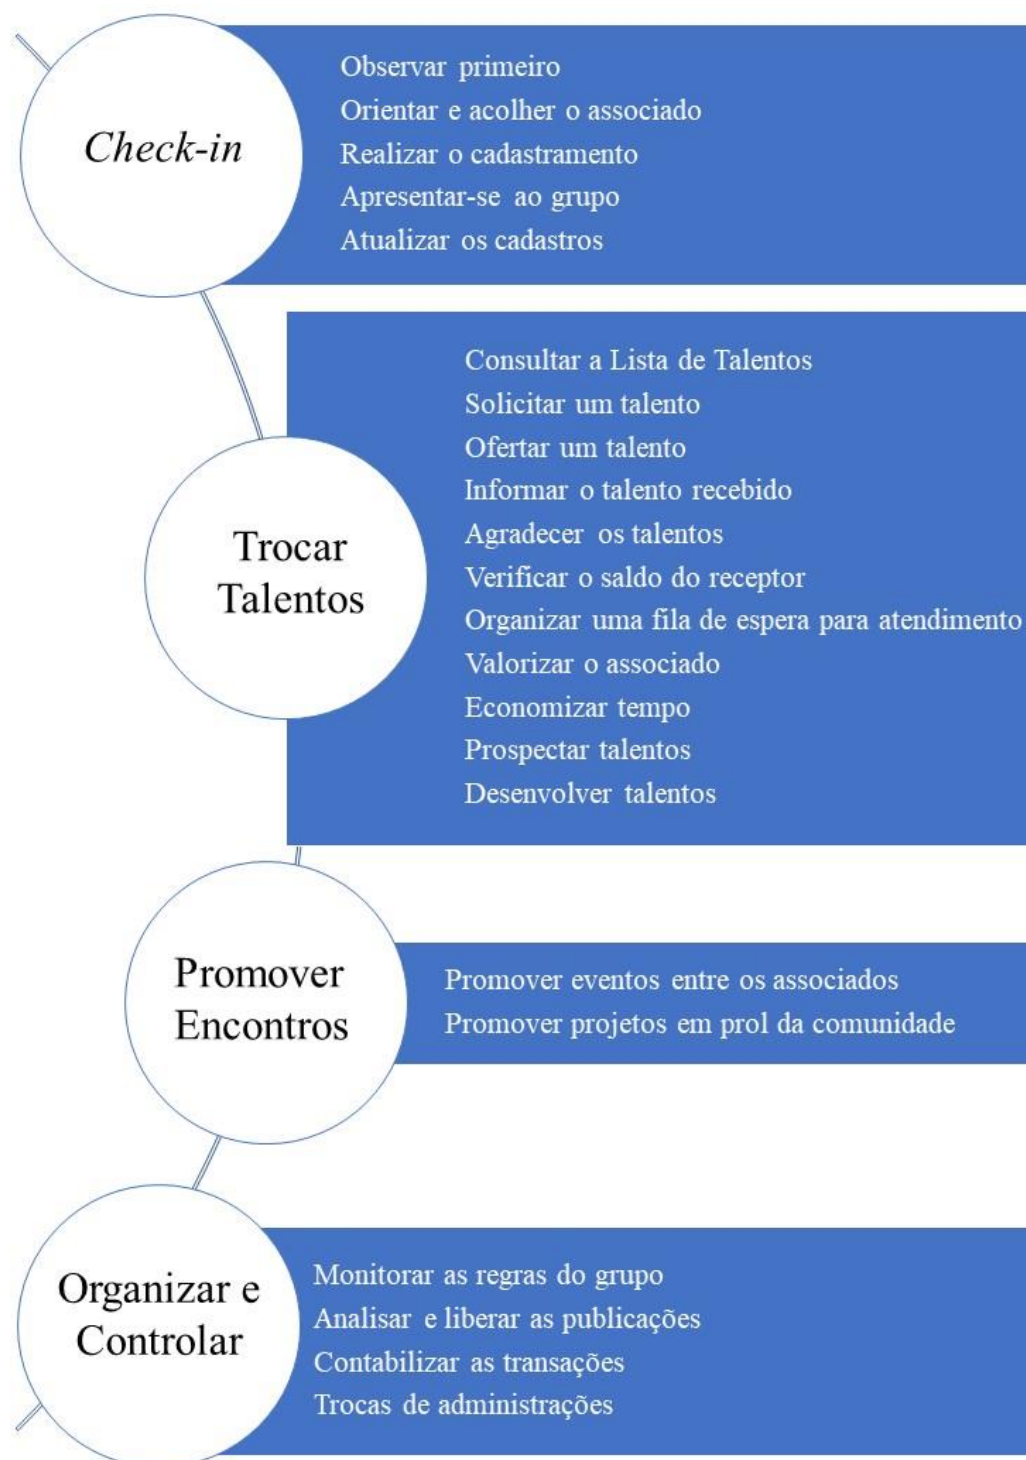 Check-in
Observar primeiro
Orientar e acolher o associado
Realizar o cadastramento
Apresentar-se ao grupo
Atualizar os cadastros
Trocar
Talentos
Consultar a Lista de Talentos
Solicitar um talento
Ofertar um talento
Informar o talento recebido
Agradecer os talentos
Verificar o saldo do receptor
Organizar uma fila de espera para atendimento
Valorizar o associado
Economizar tempo
Prospectar talentos
Desenvolver talentos
Promover
Encontros
Promover eventos entre os associados
Promover projetos em prol da comunidade
Organizar e
Controlar
Monitorar as regras do grupo
Analisar e liberar as publicações
Contabilizar as transações
Trocas de administrações